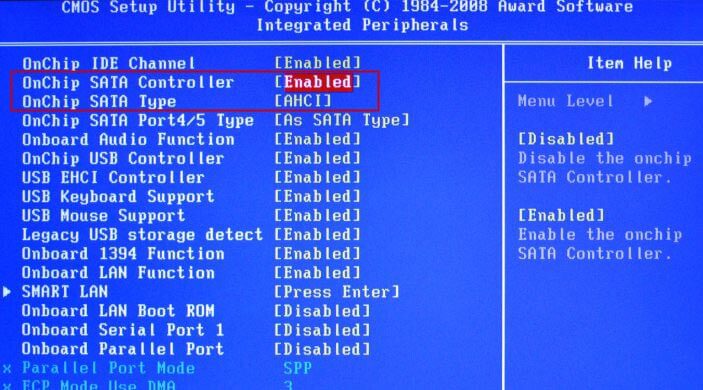 CMOS Setup Utility - Copyright (C) 1984-2008 Award Software
Integrated Peripherals
OnChip IDE Channel [Enabled]
OnChip SATA Controller [Enabled]
OnChip SATA Type [AHCI]
OnChip SATA Port4/5 Type [As SATA Type]
Onboard Audio Function [Enabled]
OnChip USB Controller [Enabled]
USB EHCI Controller [Enabled]
USB Keyboard Support [Enabled]
USB Mouse Support [Enabled]
Legacy USB storage detect [Enabled]
Onboard 1394 Function [Enabled]
Onboard LAN Function [Enabled]
SMART LAN [Press Enter]
Onboard LAN Boot ROM [Disabled]
Onboard Serial Port 1 [Disabled]
Onboard Parallel Port [Disabled]
x Parallel Port Mode SPP
x ECP Mode Use DMA 3
Item Help
Menu Level
[Disabled]
Disable the onchip
SATA Controller.
[Enabled]
Enable the onchip
SATA Controller.